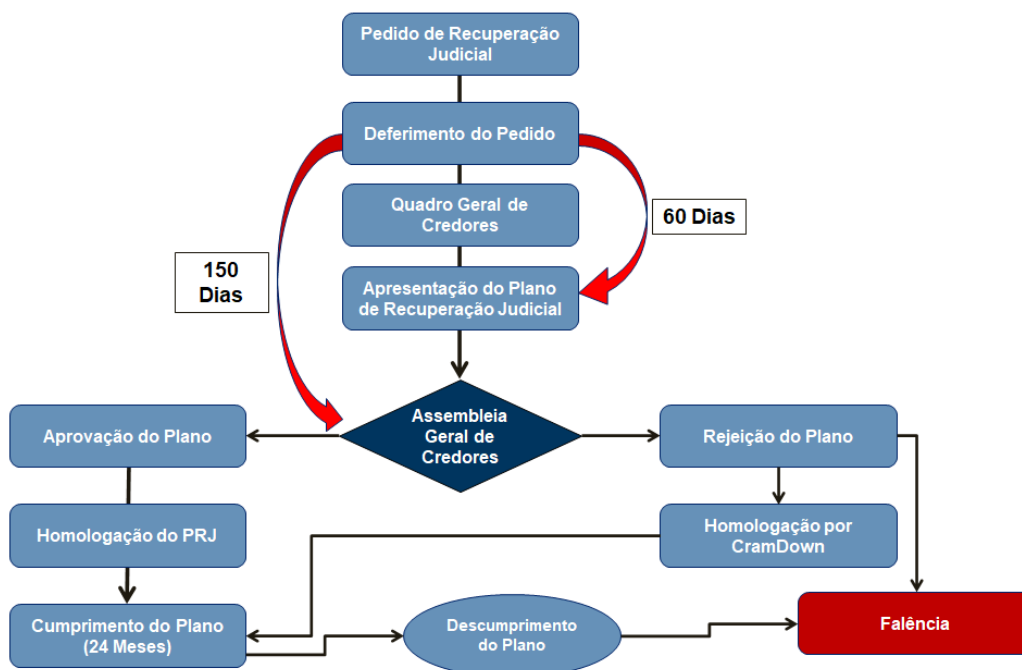 Pedido de Recuperação
Judicial
Deferimento do Pedido
Quadro Geral de
Credores
60 Dias
150
Dias
Apresentação do Plano
de Recuperação Judicial
Assembleia
Geral de
Credores
Aprovação do Plano
Rejeição do Plano
Homologação do PRJ
Homologação por
CramDown
Cumprimento do Plano
(24 Meses)
Descumprimento
do Plano
Falência